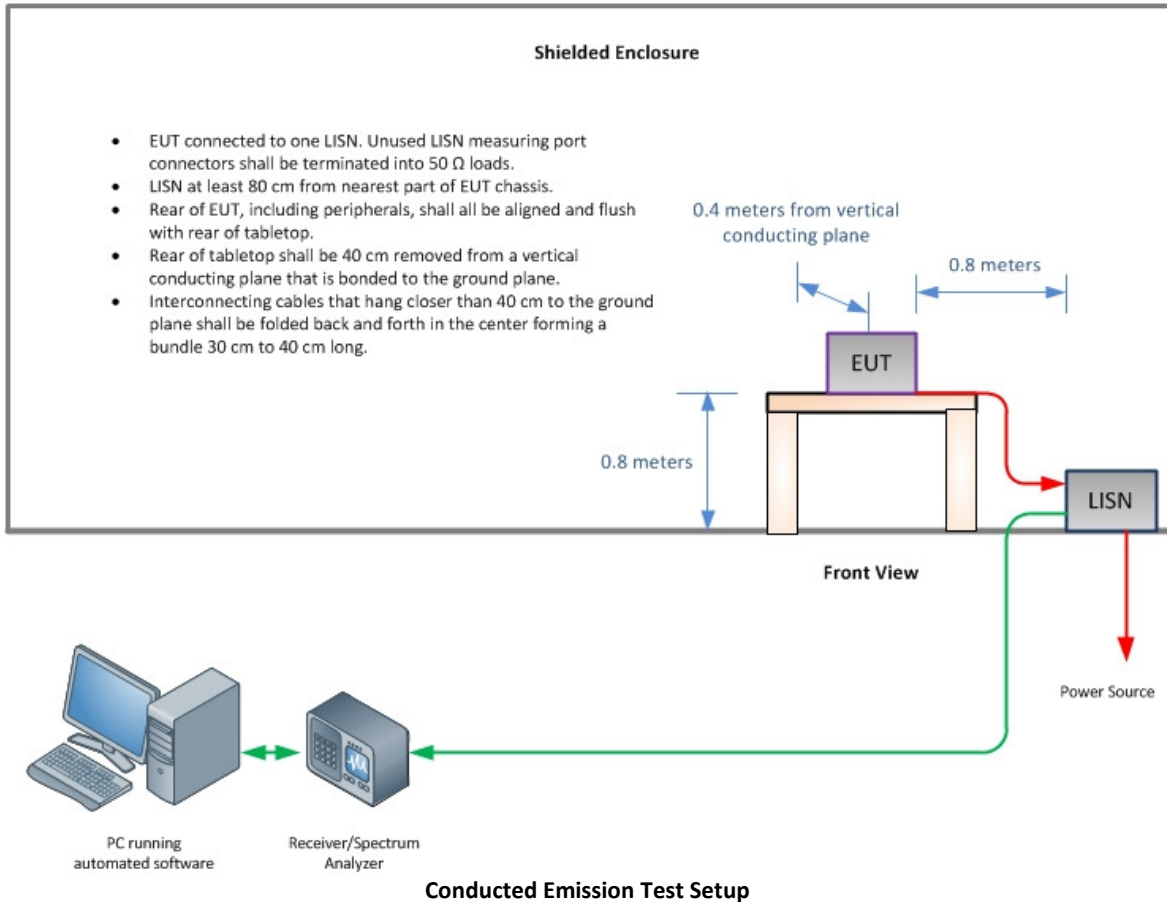 Shielded Enclosure
• EUT connected to one LISN. Unused LISN measuring port
connectors shall be terminated into 50 Ω loads.
• LISN at least 80 cm from nearest part of EUT chassis.
• Rear of EUT, including peripherals, shall all be aligned and flush
with rear of tabletop.
• Rear of tabletop shall be 40 cm removed from a vertical
conducting plane that is bonded to the ground plane.
• Interconnecting cables that hang closer than 40 cm to the ground
plane shall be folded back and forth in the center forming a
bundle 30 cm to 40 cm long.
0.4 meters from vertical
conducting plane
0.8 meters
EUT
0.8 meters
LISN
Front View
Power Source
PC running
automated software
Receiver/Spectrum
Analyzer
Conducted Emission Test Setup